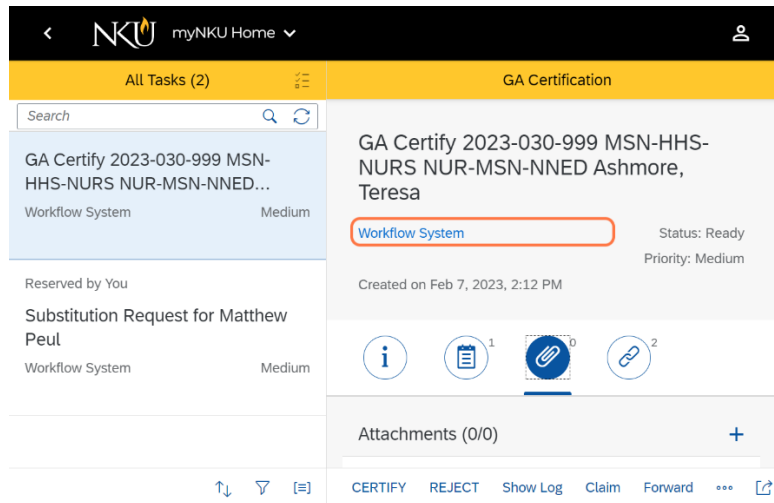 NKU myNKU Home
All Tasks (2)
GA Certification
Search
GA Certify 2023-030-999 MSN-
HHS-NURS NUR-MSN-NNED...
Workflow System Medium
Reserved by You
Substitution Request for Matthew
Peul
Workflow System Medium
GA Certify 2023-030-999 MSN-HHS-
NURS NUR-MSN-NNED Ashmore,
Teresa
Workflow System Status: Ready
Priority: Medium
Created on Feb 7, 2023, 2:12 PM
1 0 2
Attachments (0/0)
CERTIFY REJECT Show Log Claim Forward